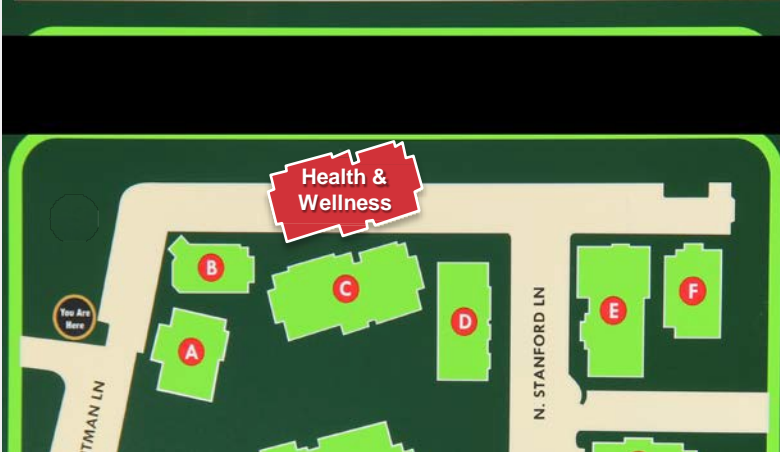 Health &
Wellness
B
C
F
E
D
You Are
Here
A
N. STANFORD LN
TMAN LN